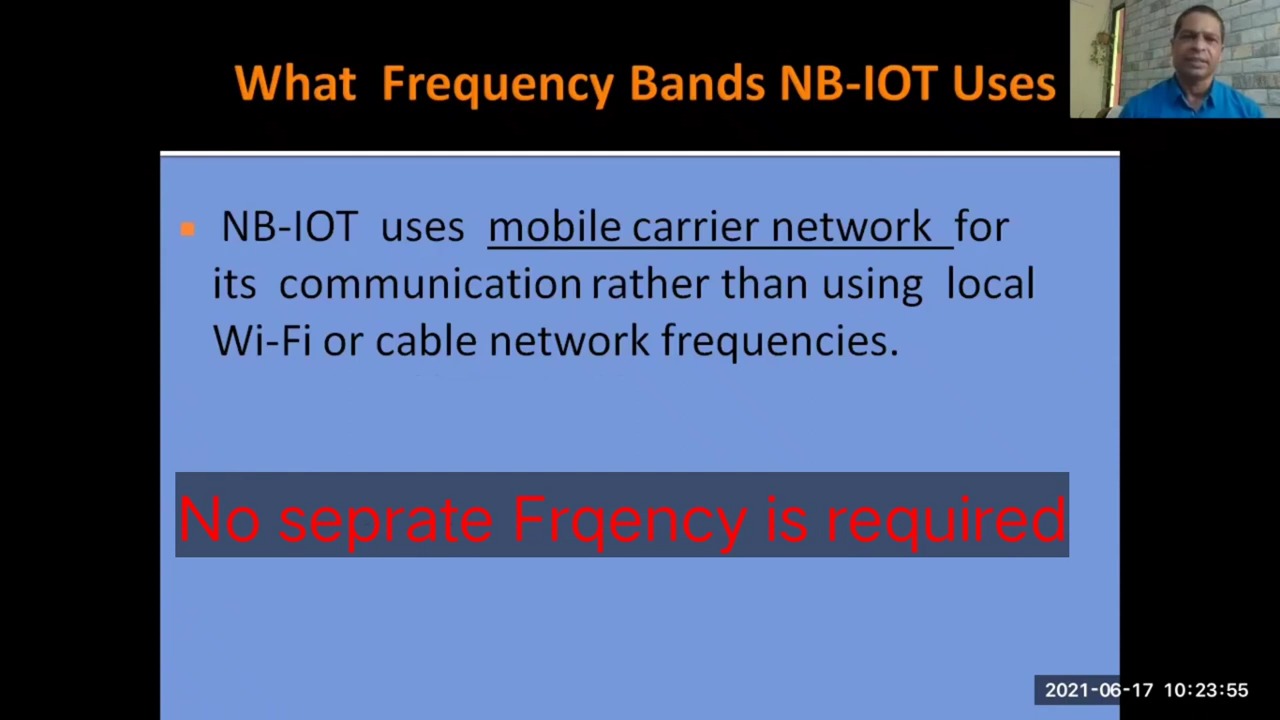 What Frequency Bands NB-IOT Uses
NB-IOT uses mobile carrier network for
its communication rather than using local
Wi-Fi or cable network frequencies.
No seprate Frqency is required
2021-06-17 10:23:55